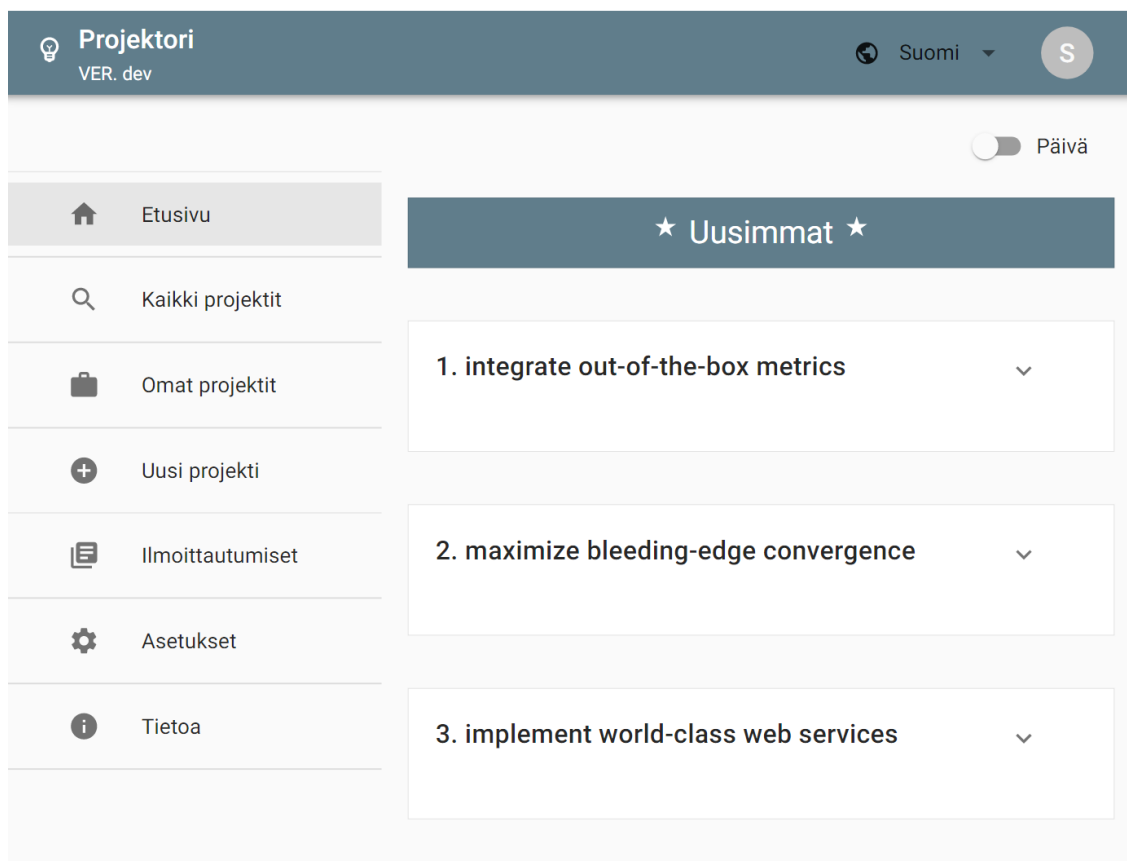 Projektori
VER. dev
Suomi
S
Päivä
Etusivu
Kaikki projektit
Omat projektit
Uusi projekti
Ilmoittautumiset
Asetukset
Tietoa
★ Uusimmat ★
1. integrate out-of-the-box metrics
2. maximize bleeding-edge convergence
3. implement world-class web services